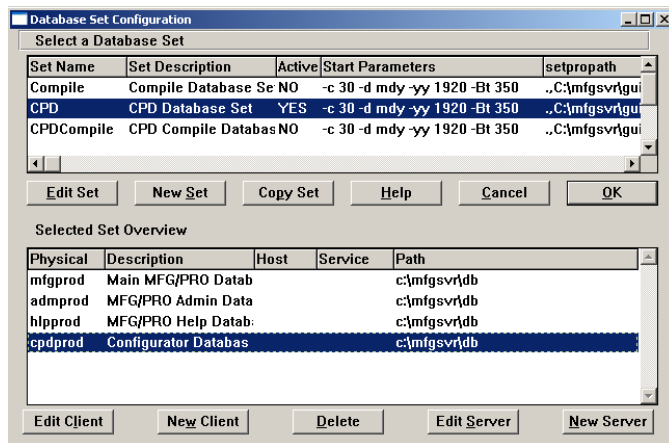 Database Set Configuration
Select a Database Set
Set Name Set Description Active Start Parameters setpropath
Compile Compile Database Se NO -c 30 -d mdy -yy 1920 -Bt 350 .,C:\mfgsvr\gui
CPD CPD Database Set YES -c 30 -d mdy -yy 1920 -Bt 350 .,C:\mfgsvr\gui
CPDCompile CPD Compile Databas NO -c 30 -d mdy -yy 1920 -Bt 350 .,C:\mfgsvr\gui
Edit Set New Set Copy Set Help Cancel OK
Selected Set Overview
Physical Description Host Service Path
mfgprod Main MFG/PRO Datab c:\mfgsvr\db
admprod MFG/PRO Admin Data c:\mfgsvr\db
hlpprod MFG/PRO Help Datab c:\mfgsvr\db
cpdprod Configurator Databas c:\mfgsvr\db
Edit Client New Client Delete Edit Server New Server